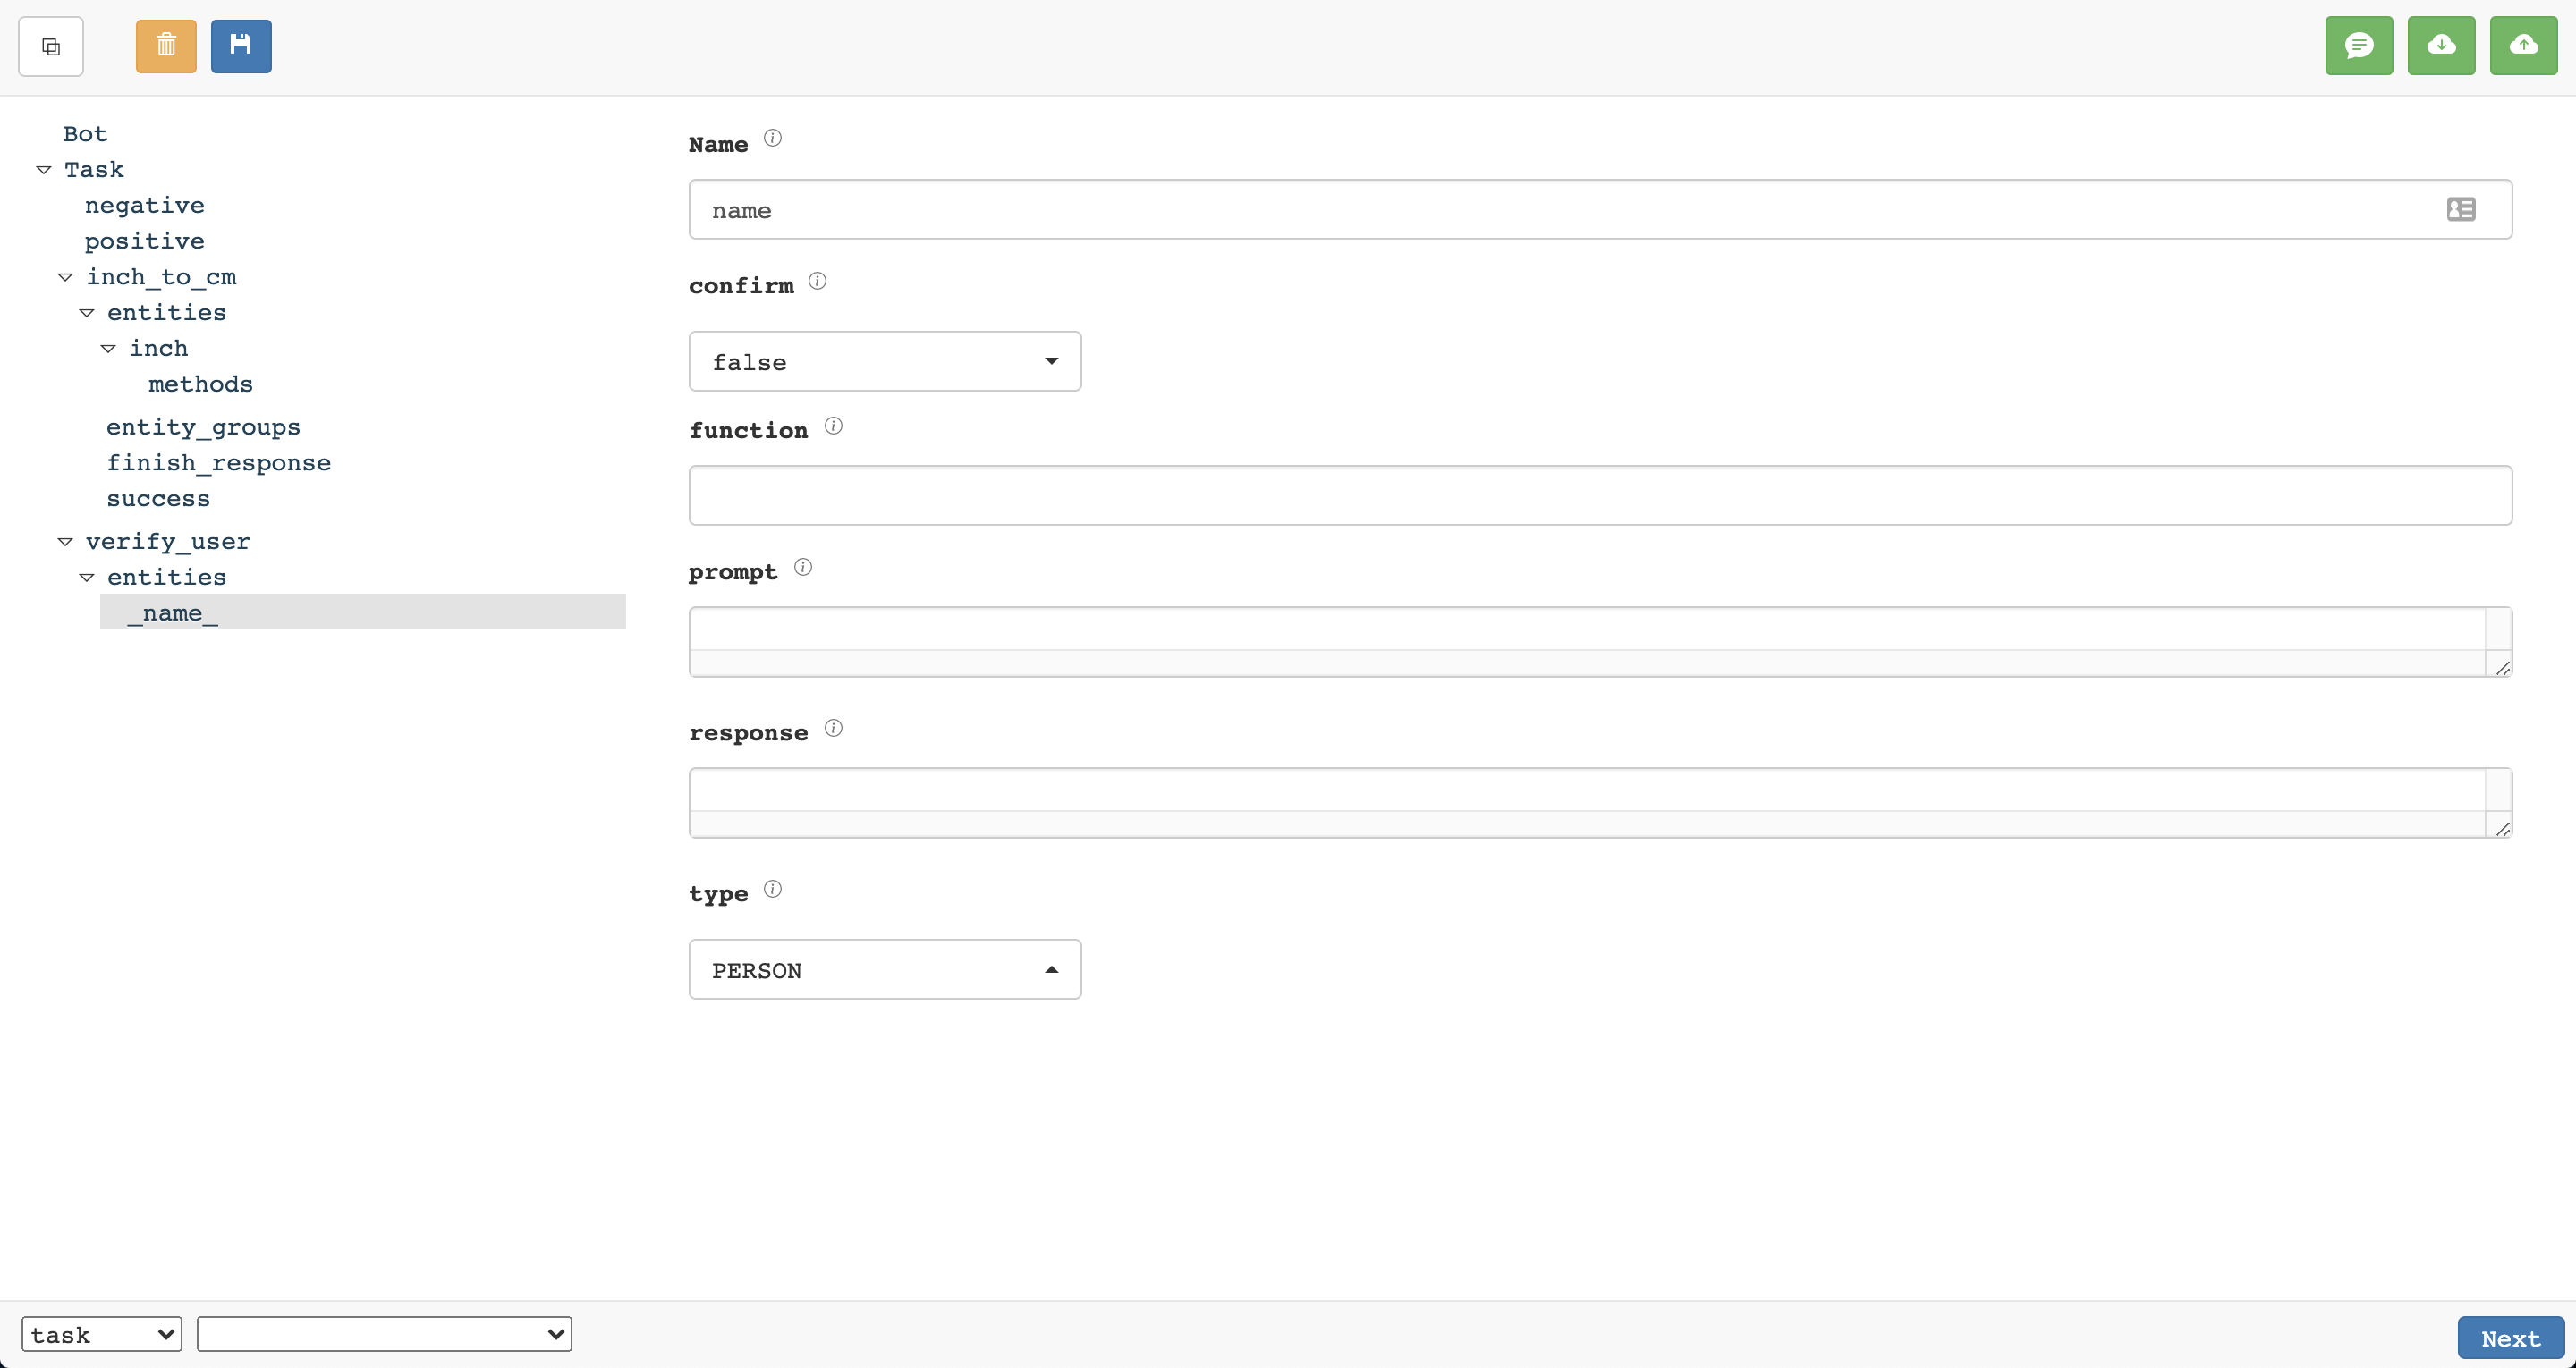 Bot
Task
negative
positive
inch_to_cm
entities
inch
methods
entity_groups
finish_response
success
verify_user
entities
_name_
Name
name
confirm
false
function
prompt
response
type
PERSON
task
Next